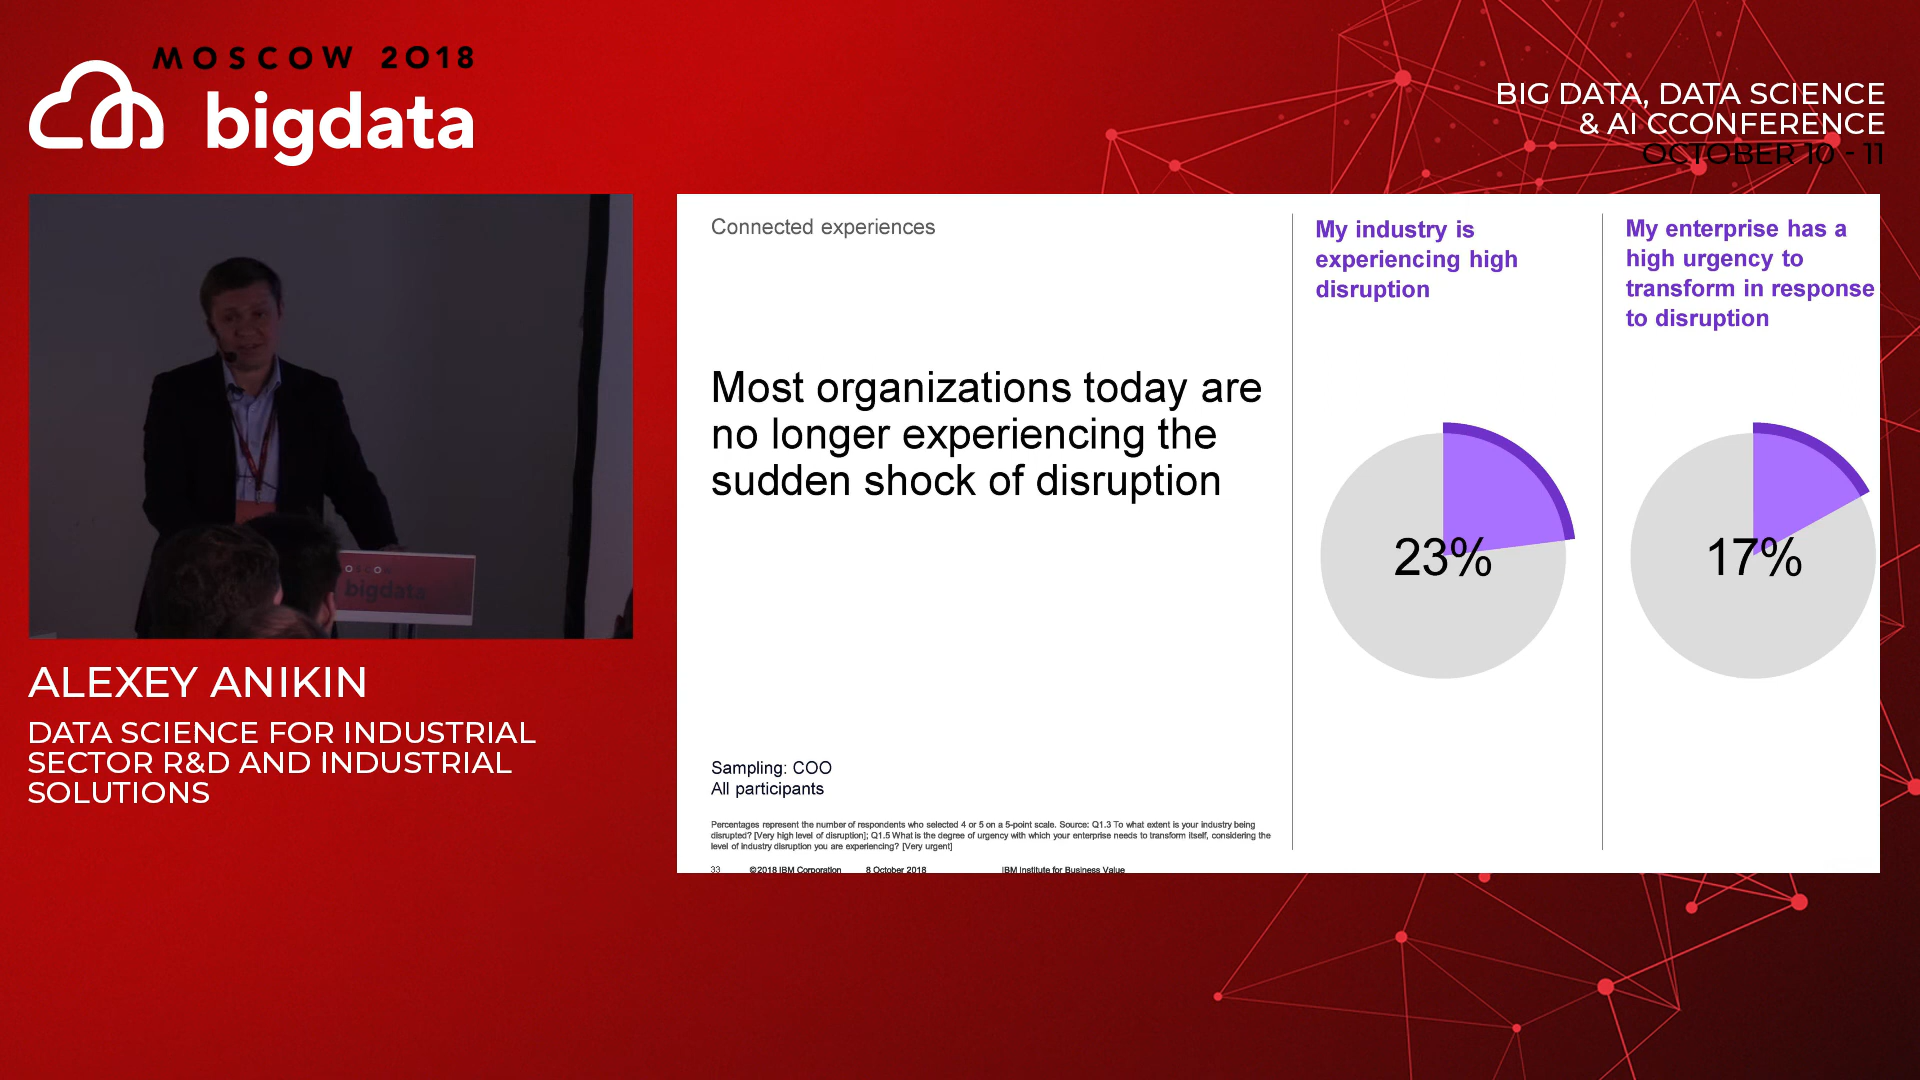 MOSCOW 2018
bigdata
BIG DATA, DATA SCIENCE
& AI CCONFERENCE
OCTOBER 10 - 11
bigdata
ALEXEY ANIKIN
DATA SCIENCE FOR INDUSTRIAL
SECTOR R&D AND INDUSTRIAL
SOLUTIONS
Connected experiences
Most organizations today are
no longer experiencing the
sudden shock of disruption
Sampling: COO
All participants
Percentages represent the number of respondents who selected 4 or 5 on a 5-point scale. Source: Q1.3 To what extent is your industry being
disrupted? [Very high level of disruption]; Q1.5 What is the degree of urgency with which your enterprise needs to transform itself, considering the
level of industry disruption you are experiencing? [Very urgent]
33 ©2018 IBM Corporation 8 October 2018 IBM Institute for Business Value
My industry is
experiencing high
disruption
23%
My enterprise has a
high urgency to
transform in response
to disruption
17%